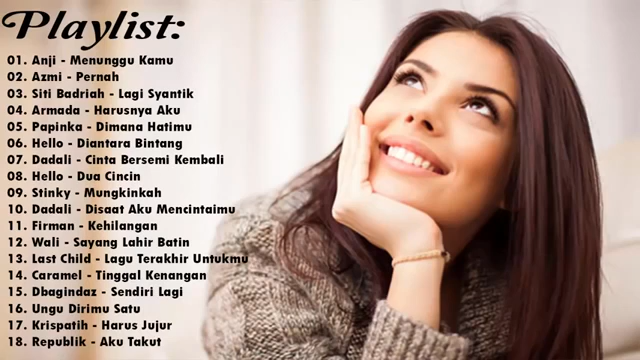 Playlist:
01. Anji - Menunggu Kamu
02. Azmi - Pernah
03. Siti Badriah - Lagi Syantik
04. Armada - Harusnya Aku
05. Papinka - Dimana Hatimu
06. Hello - Diantara Bintang
07. Dadali - Cinta Bersemi Kembali
08. Hello - Dua Cincin
09. Stinky - Mungkinkah
10. Dadali - Disaat Aku Mencintaimu
11. Firman - Kehilangan
12. Wali - Sayang Lahir Batin
13. Last Child - Lagu Terakhir Untukmu
14. Caramel - Tinggal Kenangan
15. Dbagindaz - Sendiri Lagi
16. Ungu Dirimu Satu
17. Krispatih - Harus Jujur
18. Republik - Aku Takut